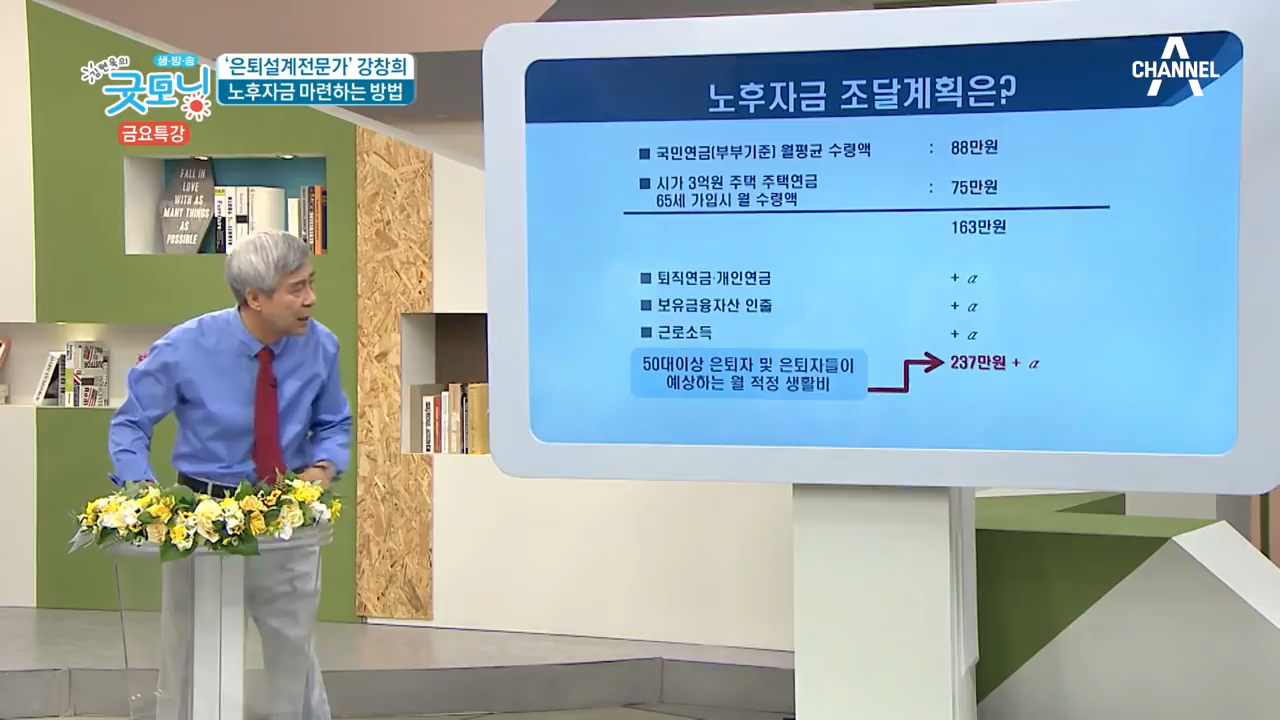 김현욱의
생·방·송
굿모닝
금요특강
'은퇴설계전문가' 강창희
노후자금 마련하는 방법
CHANNEL A
노후자금 조달계획은?
■ 국민연금(부부기준) 월평균 수령액 : 88만원
■ 시가 3억원 주택 주택연금
65세 가입시 월 수령액 : 75만원
163만원
■ 퇴직연금·개인연금 + α
■ 보유금융자산 인출 + α
■ 근로소득 + α
50대이상 은퇴자 및 은퇴자들이
예상하는 월 적정 생활비
237만원 + α
FALL IN
LOVE
WITH AS
MANY THINGS
AS
POSSIBLE